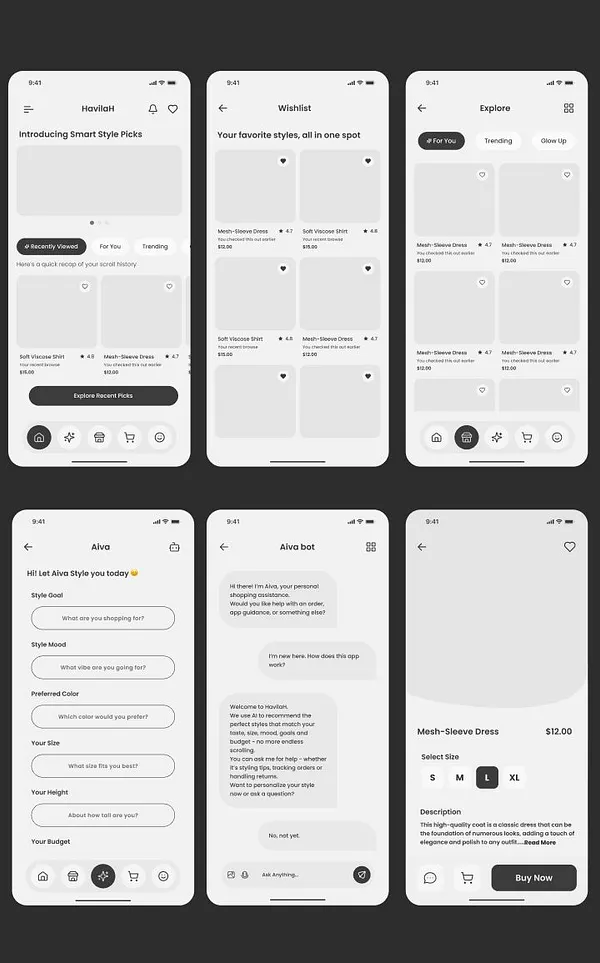 9:41
HavilaH
Introducing Smart Style Picks
Recently Viewed
For You
Trending
Here's a quick recap of your scroll history
Soft Viscose Shirt ★ 4.8
Your recent browse
$15.00
Mesh-Sleeve Dress ★ 4.7
You checked this out earlier
$12.00
Explore Recent Picks
9:41
Wishlist
Your favorite styles, all in one spot
Mesh-Sleeve Dress ★ 4.7
You checked this out earlier
$12.00
Soft Viscose Shirt ★ 4.8
Your recent browse
$15.00
Soft Viscose Shirt ★ 4.8
Your recent browse
$15.00
Mesh-Sleeve Dress ★ 4.7
You checked this out earlier
$12.00
9:41
Explore
For You
Trending
Glow Up
Mesh-Sleeve Dress ★ 4.7
You checked this out earlier
$12.00
Mesh-Sleeve Dress ★ 4.7
You checked this out earlier
$12.00
Mesh-Sleeve Dress ★ 4.7
You checked this out earlier
$12.00
Mesh-Sleeve Dress ★ 4.7
You checked this out earlier
$12.00
9:41
Aiva
Hi! Let Aiva Style you today 😊
Style Goal
What are you shopping for?
Style Mood
What vibe are you going for?
Preferred Color
Which color would you prefer?
Your Size
What size fits you best?
Your Height
About how tall are you?
Your Budget
9:41
Aiva bot
Hi there! I'm Aiva, your personal
shopping assistance.
Would you like help with an order,
app guidance, or something else?
I'm new here. How does this app
work?
Welcome to HavilaH.
We use AI to recommend the
perfect styles that match your
taste, size, mood, goals and
budget - no more endless
scrolling.
You can ask me for help - whether
it's styling tips, tracking orders or
handling returns.
Want to personalize your style
now or ask a question?
No, not yet.
Ask Anything...
9:41
Mesh-Sleeve Dress $12.00
Select Size
S M L XL
Description
This high-quality coat is a classic dress that can be
the foundation of numerous looks, adding a touch of
elegance and polish to any outfit....Read More
Buy Now